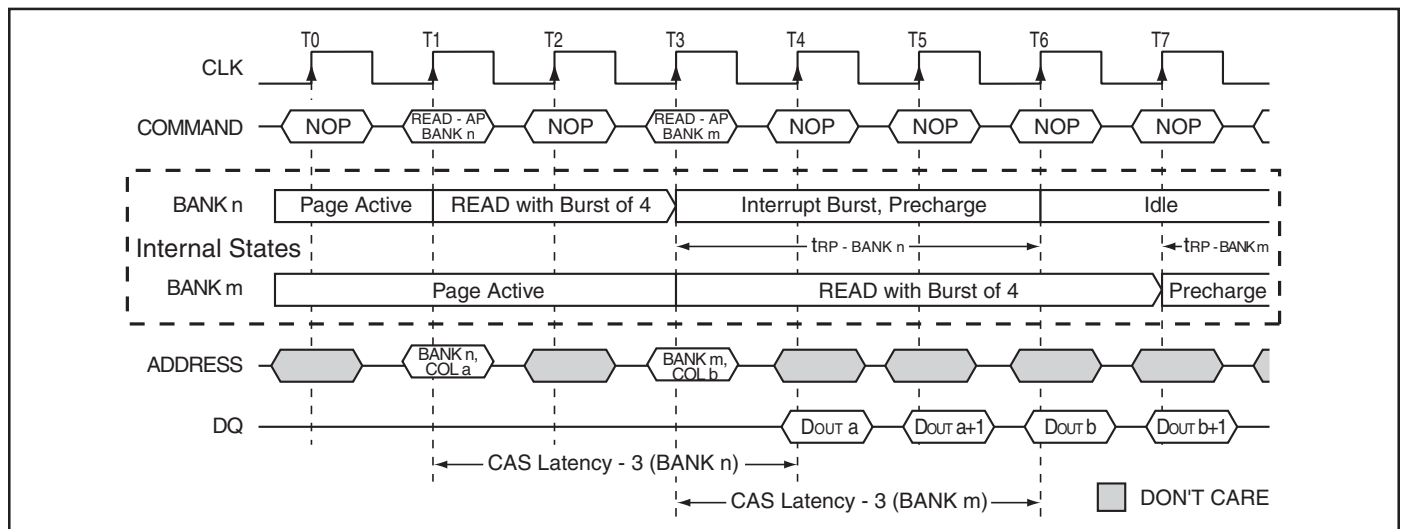 T0 T1 T2 T3 T4 T5 T6 T7
CLK
COMMAND NOP READ - AP BANK n NOP READ - AP BANK m NOP NOP NOP NOP
BANK n Page Active READ with Burst of 4 Interrupt Burst, Precharge Idle
Internal States tRP - BANK n tRP - BANK m
BANK m Page Active READ with Burst of 4 Precharge
ADDRESS BANK n, COL a BANK m, COL b
DQ DOUT a DOUT a+1 DOUT b DOUT b+1
CAS Latency - 3 (BANK n)
CAS Latency - 3 (BANK m) DON'T CARE